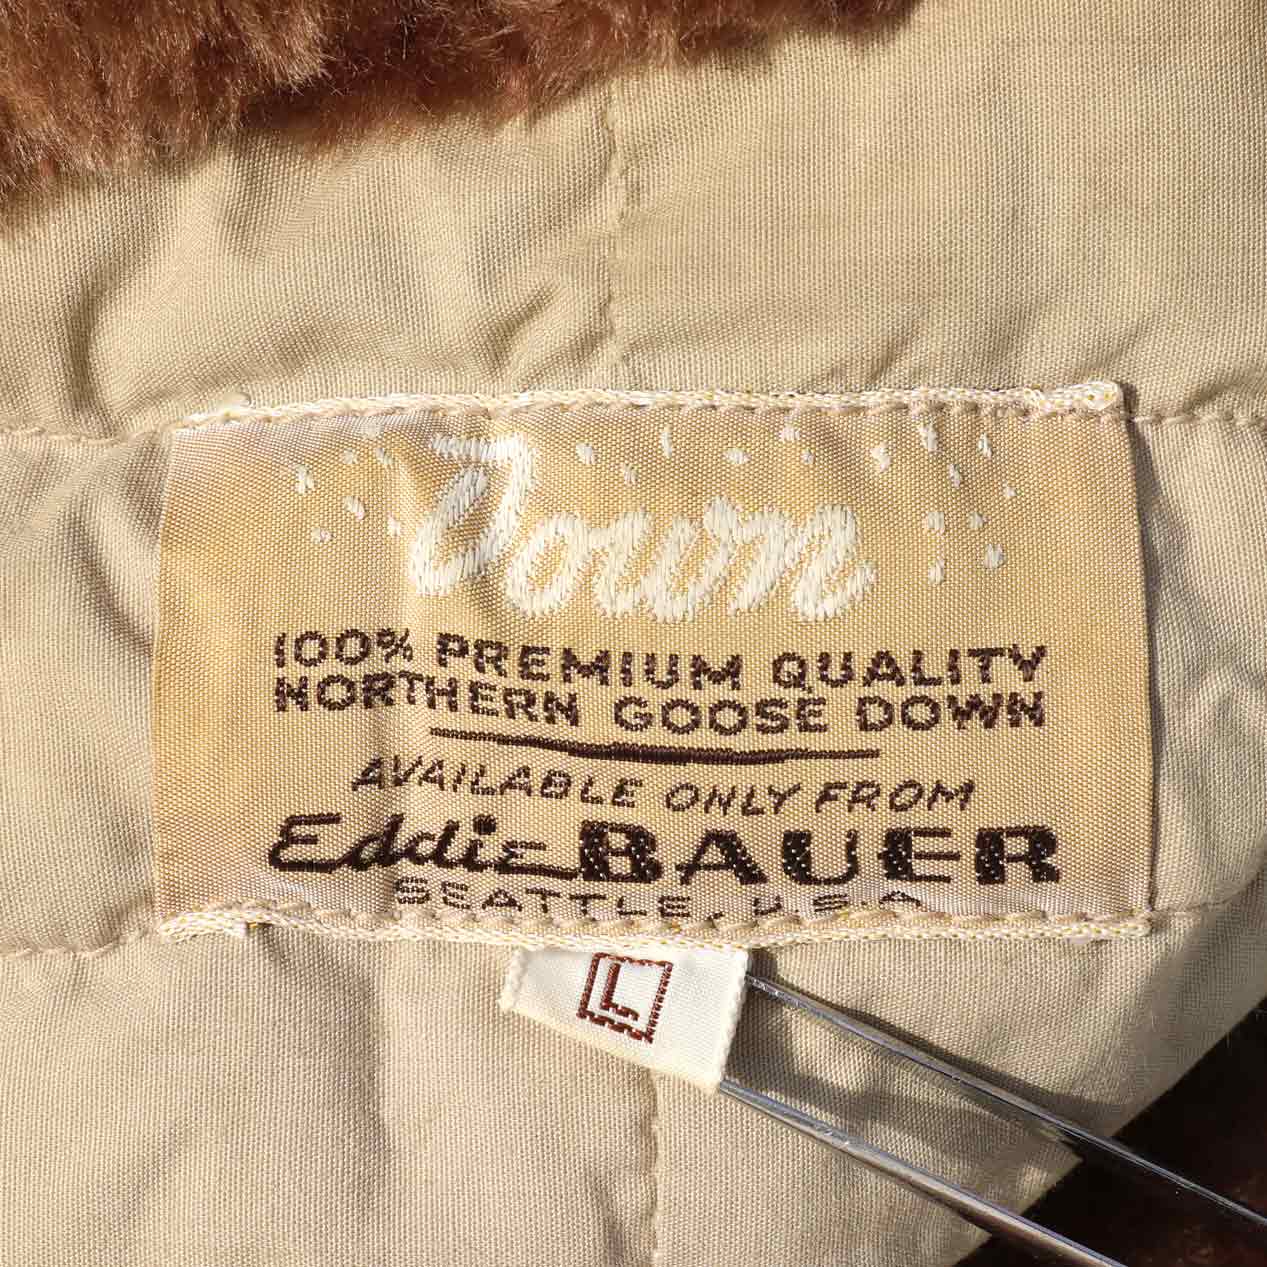 Down
100% PREMIUM QUALITY
NORTHERN GOOSE DOWN
AVAILABLE ONLY FROM
Eddie BAUER
SEATTLE, U.S.A
L